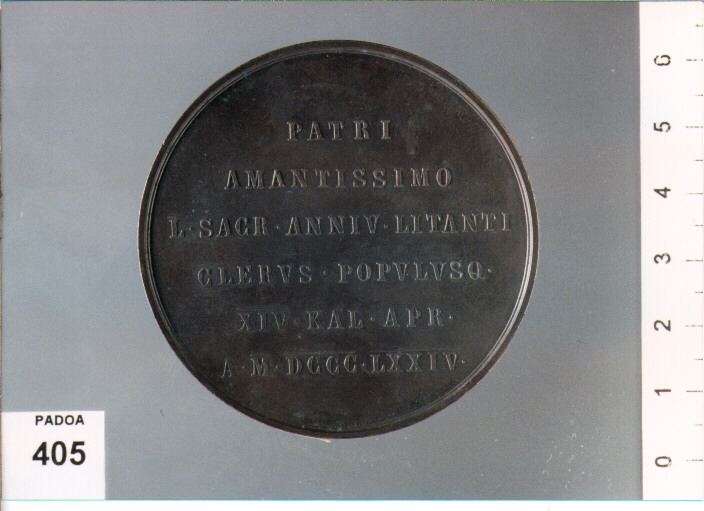 PATRI
AMANTISSIMO
L·SACR·ANNIV·LITANTI
CLERVS·POPVLVSQ·
XIV·KAL·APR·
A·M·DCCC·LXXIV·
PADOA
405
6
5
4
3
2
1
0